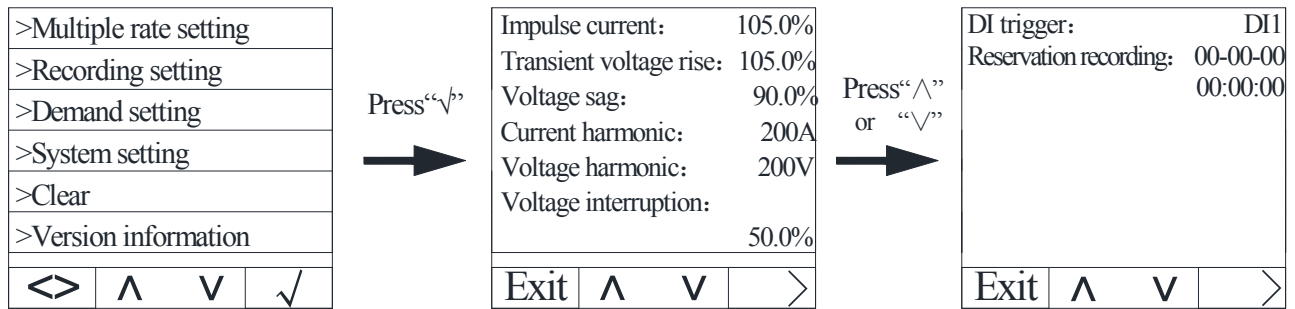 >Multiple rate setting
>Recording setting
>Demand setting
>System setting
>Clear
>Version information
<> ∧ ∨ √
Press“√”
Impulse current： 105.0%
Transient voltage rise： 105.0%
Voltage sag： 90.0%
Current harmonic： 200A
Voltage harmonic： 200V
Voltage interruption：
50.0%
Exit ∧ ∨ >
Press“∧”
or “∨”
DI trigger： DI1
Reservation recording： 00-00-00
00:00:00
Exit ∧ ∨ >